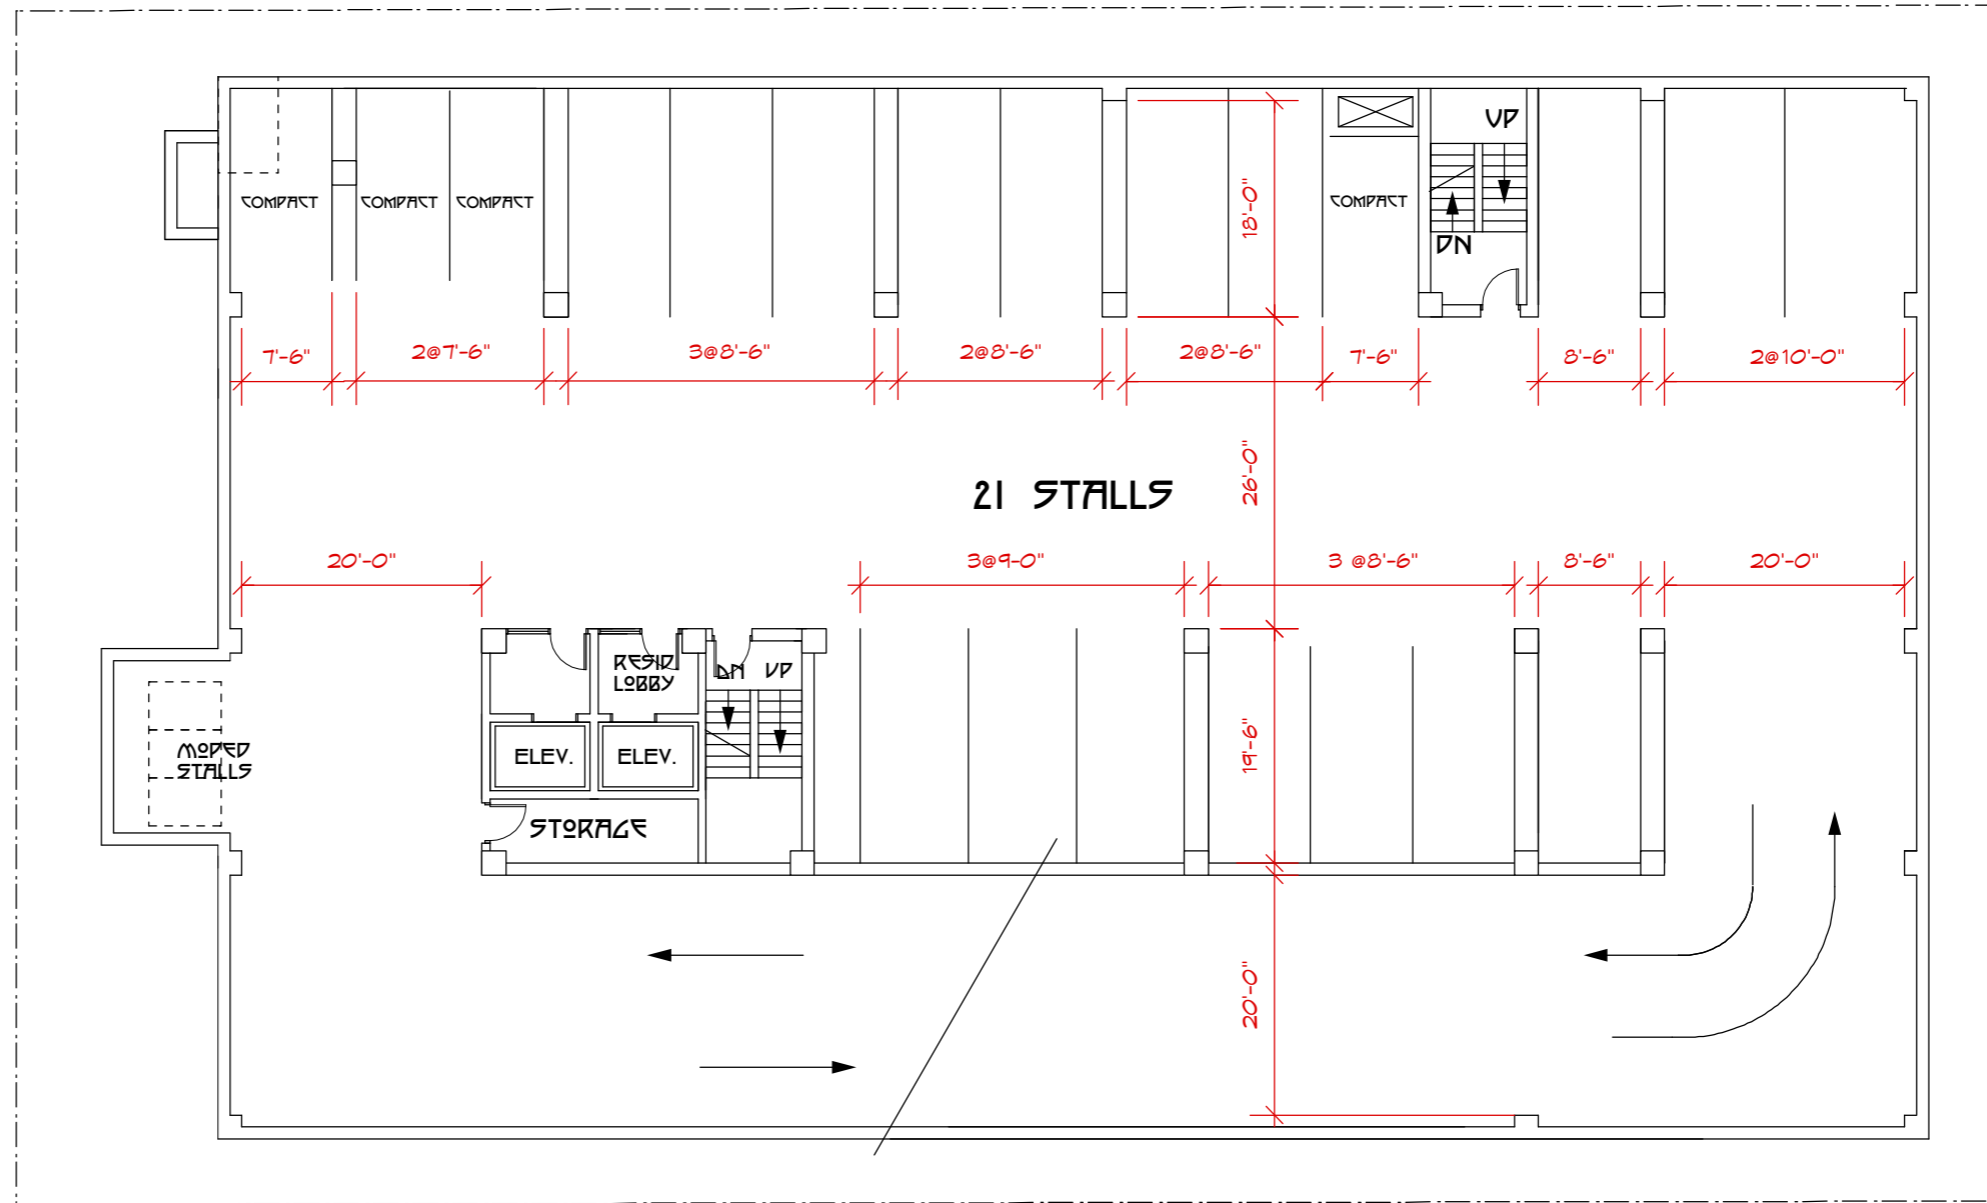 UP
COMPACT
COMPACT
COMPACT
COMPACT
18'-0"
DN
7'-6"
2@7'-6"
3@8'-6"
2@8'-6"
2@8'-6"
7'-6"
8'-6"
2@10'-0"
26'-0"
21 STALLS
20'-0"
3@9-0"
3 @8'-6"
8'-6"
20'-0"
RESID.
LOBBY
DN
UP
ELEV.
ELEV.
19'-6"
MOPED
STALLS
STORAGE
20'-0"